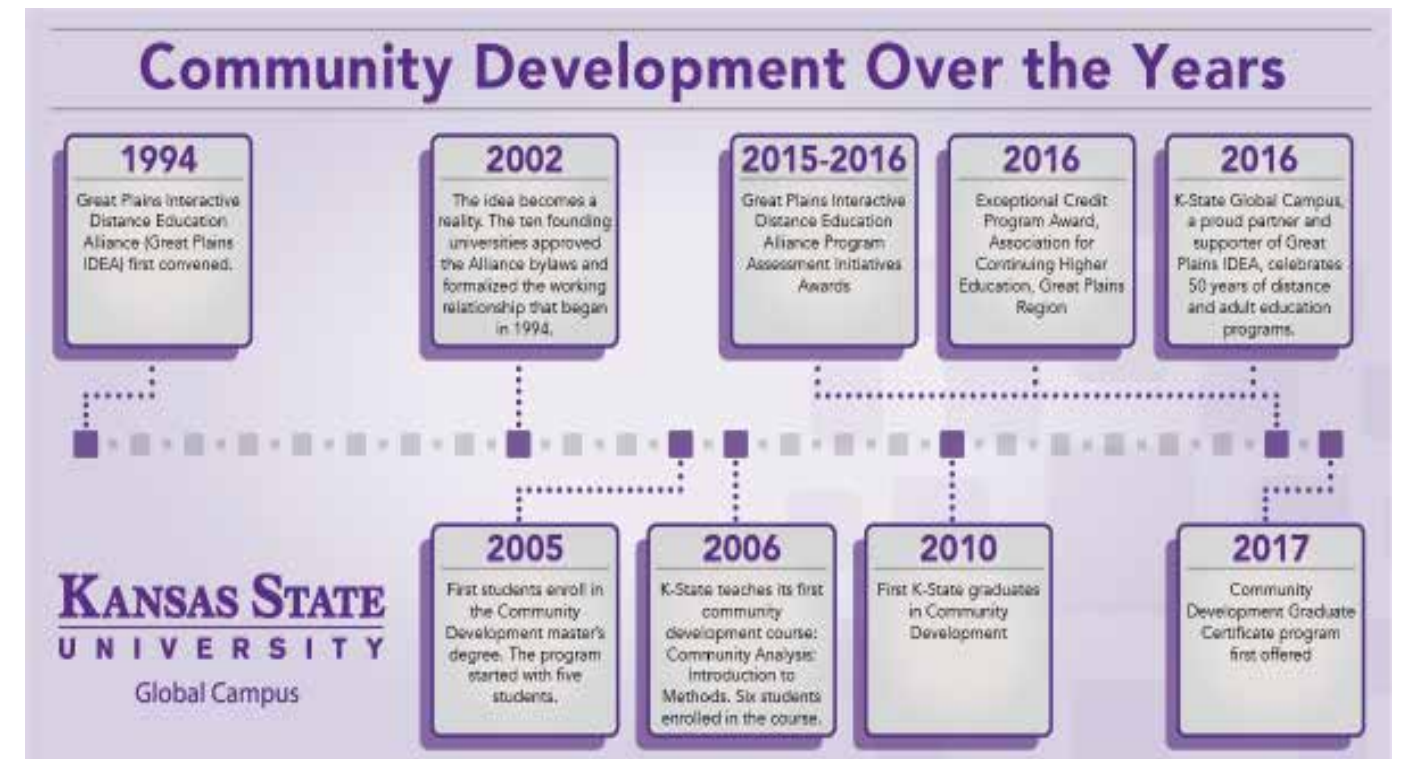 Community Development Over the Years
1994
Great Plains Interactive
Distance Education
Alliance (Great Plains
IDEA) first convened.
2002
The idea becomes a
reality. The ten founding
universities approved
the Alliance bylaws and
formalized the working
relationship that began
in 1994.
2015-2016
Great Plains Interactive
Distance Education
Alliance Program
Assessment Initiatives
Awards
2016
Exceptional Credit
Program Award,
Association for
Continuing Higher
Education, Great Plains
Region
2016
K-State Global Campus,
a proud partner and
supporter of Great
Plains IDEA, celebrates
50 years of distance
and adult education
programs.
2005
First students enroll in
the Community
Development master's
degree. The program
started with five
students.
2006
K-State teaches its first
community
development course:
Community Analysis:
Introduction to
Methods. Six students
enrolled in the course.
2010
First K-State graduates
in Community
Development
2017
Community
Development Graduate
Certificate program
first offered
KANSAS STATE
UNIVERSITY
Global Campus